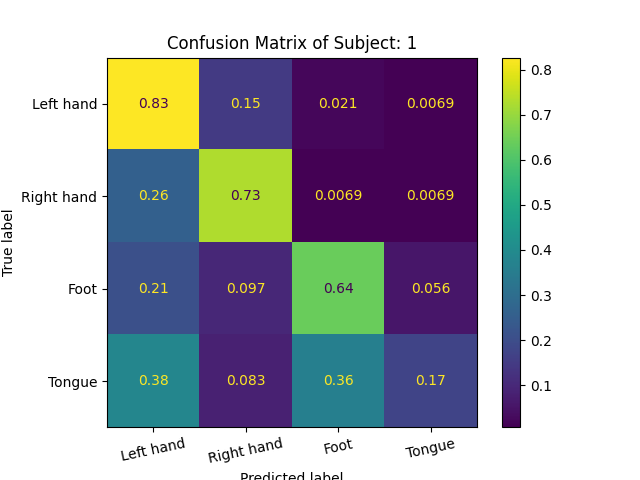 Confusion Matrix of Subject: 1
True label
Left hand 0.83 0.15 0.021 0.0069
Right hand 0.26 0.73 0.0069 0.0069
Foot 0.21 0.097 0.64 0.056
Tongue 0.38 0.083 0.36 0.17
Left hand Right hand Foot Tongue
Predicted label
0.8
0.7
0.6
0.5
0.4
0.3
0.2
0.1